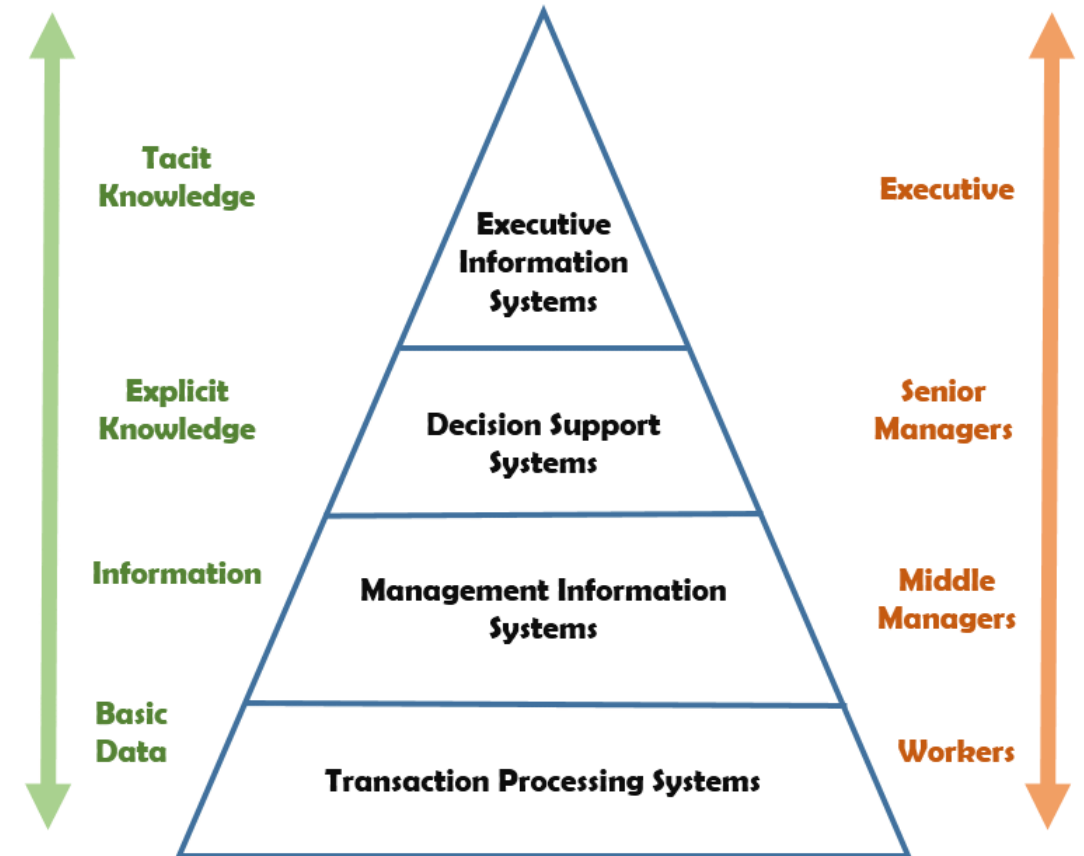 Tacit
Knowledge
Executive
Executive
Information
Systems
Explicit
Knowledge
Decision Support
Systems
Senior
Managers
Information
Management Information
Systems
Middle
Managers
Basic
Data
Transaction Processing Systems
Workers